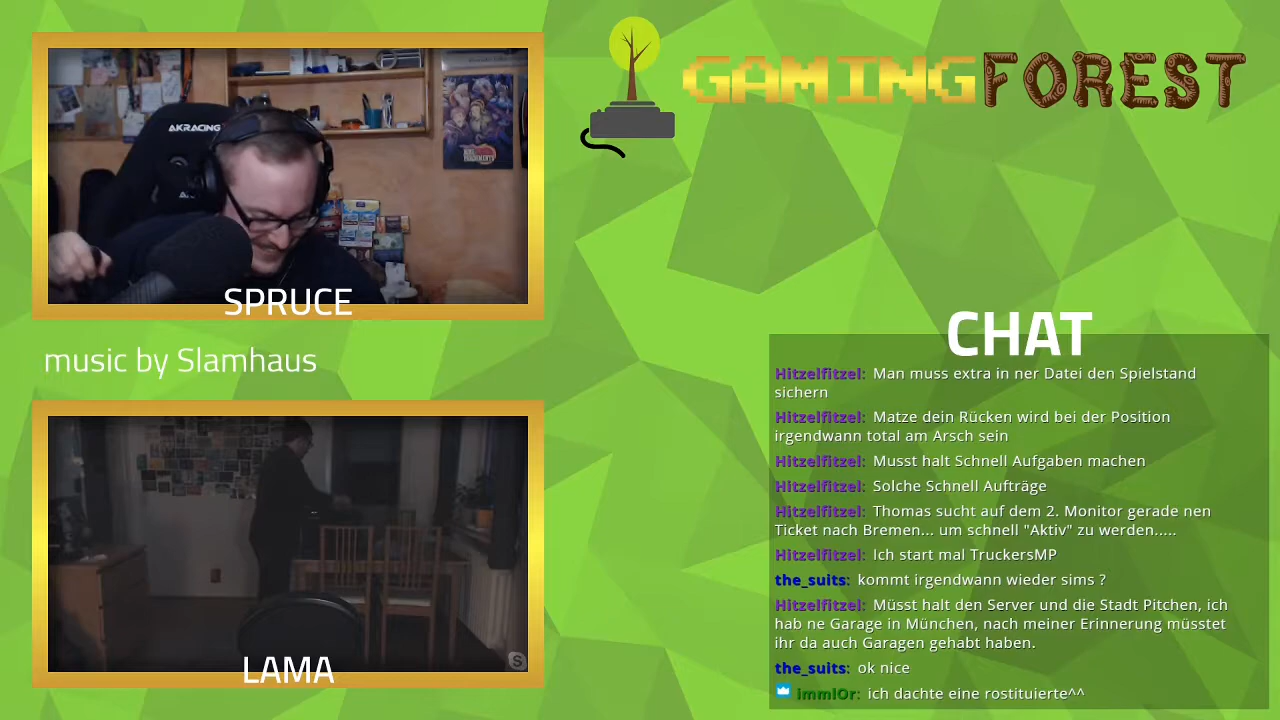 GAMINGFOREST
AKRACING
SPRUCE
music by Slamhaus
LAMA
CHAT
Hitzelfitzel: Man muss extra in ner Datei den Spielstand
sichern
Hitzelfitzel: Matze dein Rücken wird bei der Position
irgendwann total am Arsch sein
Hitzelfitzel: Musst halt Schnell Aufgaben machen
Hitzelfitzel: Solche Schnell Aufträge
Hitzelfitzel: Thomas sucht auf dem 2. Monitor gerade nen
Ticket nach Bremen... um schnell "Aktiv" zu werden.....
Hitzelfitzel: Ich start mal TruckersMP
the_suits: kommt irgendwann wieder sims ?
Hitzelfitzel: Müsst halt den Server und die Stadt Pitchen, ich
hab ne Garage in München, nach meiner Erinnerung müsstet
ihr da auch Garagen gehabt haben.
the_suits: ok nice
immlOr: ich dachte eine rostituierte^^